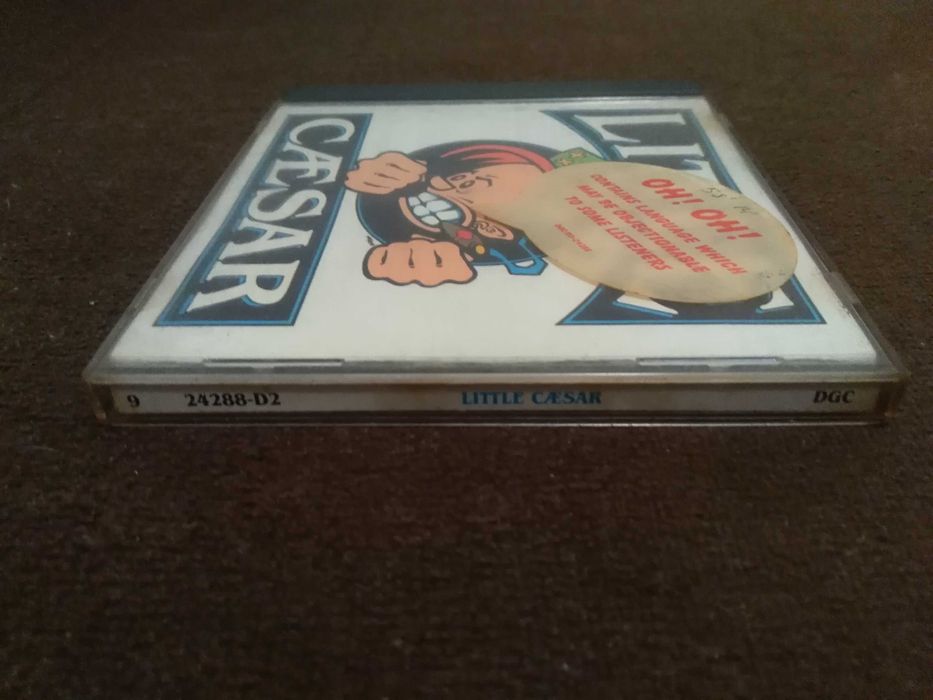 CÆSAR
OH! OH!
CONTAINS LANGUAGE WHICH
MAY BE OBJECTIONABLE
TO SOME LISTENERS
9 24288-D2 LITTLE CÆSAR DGC